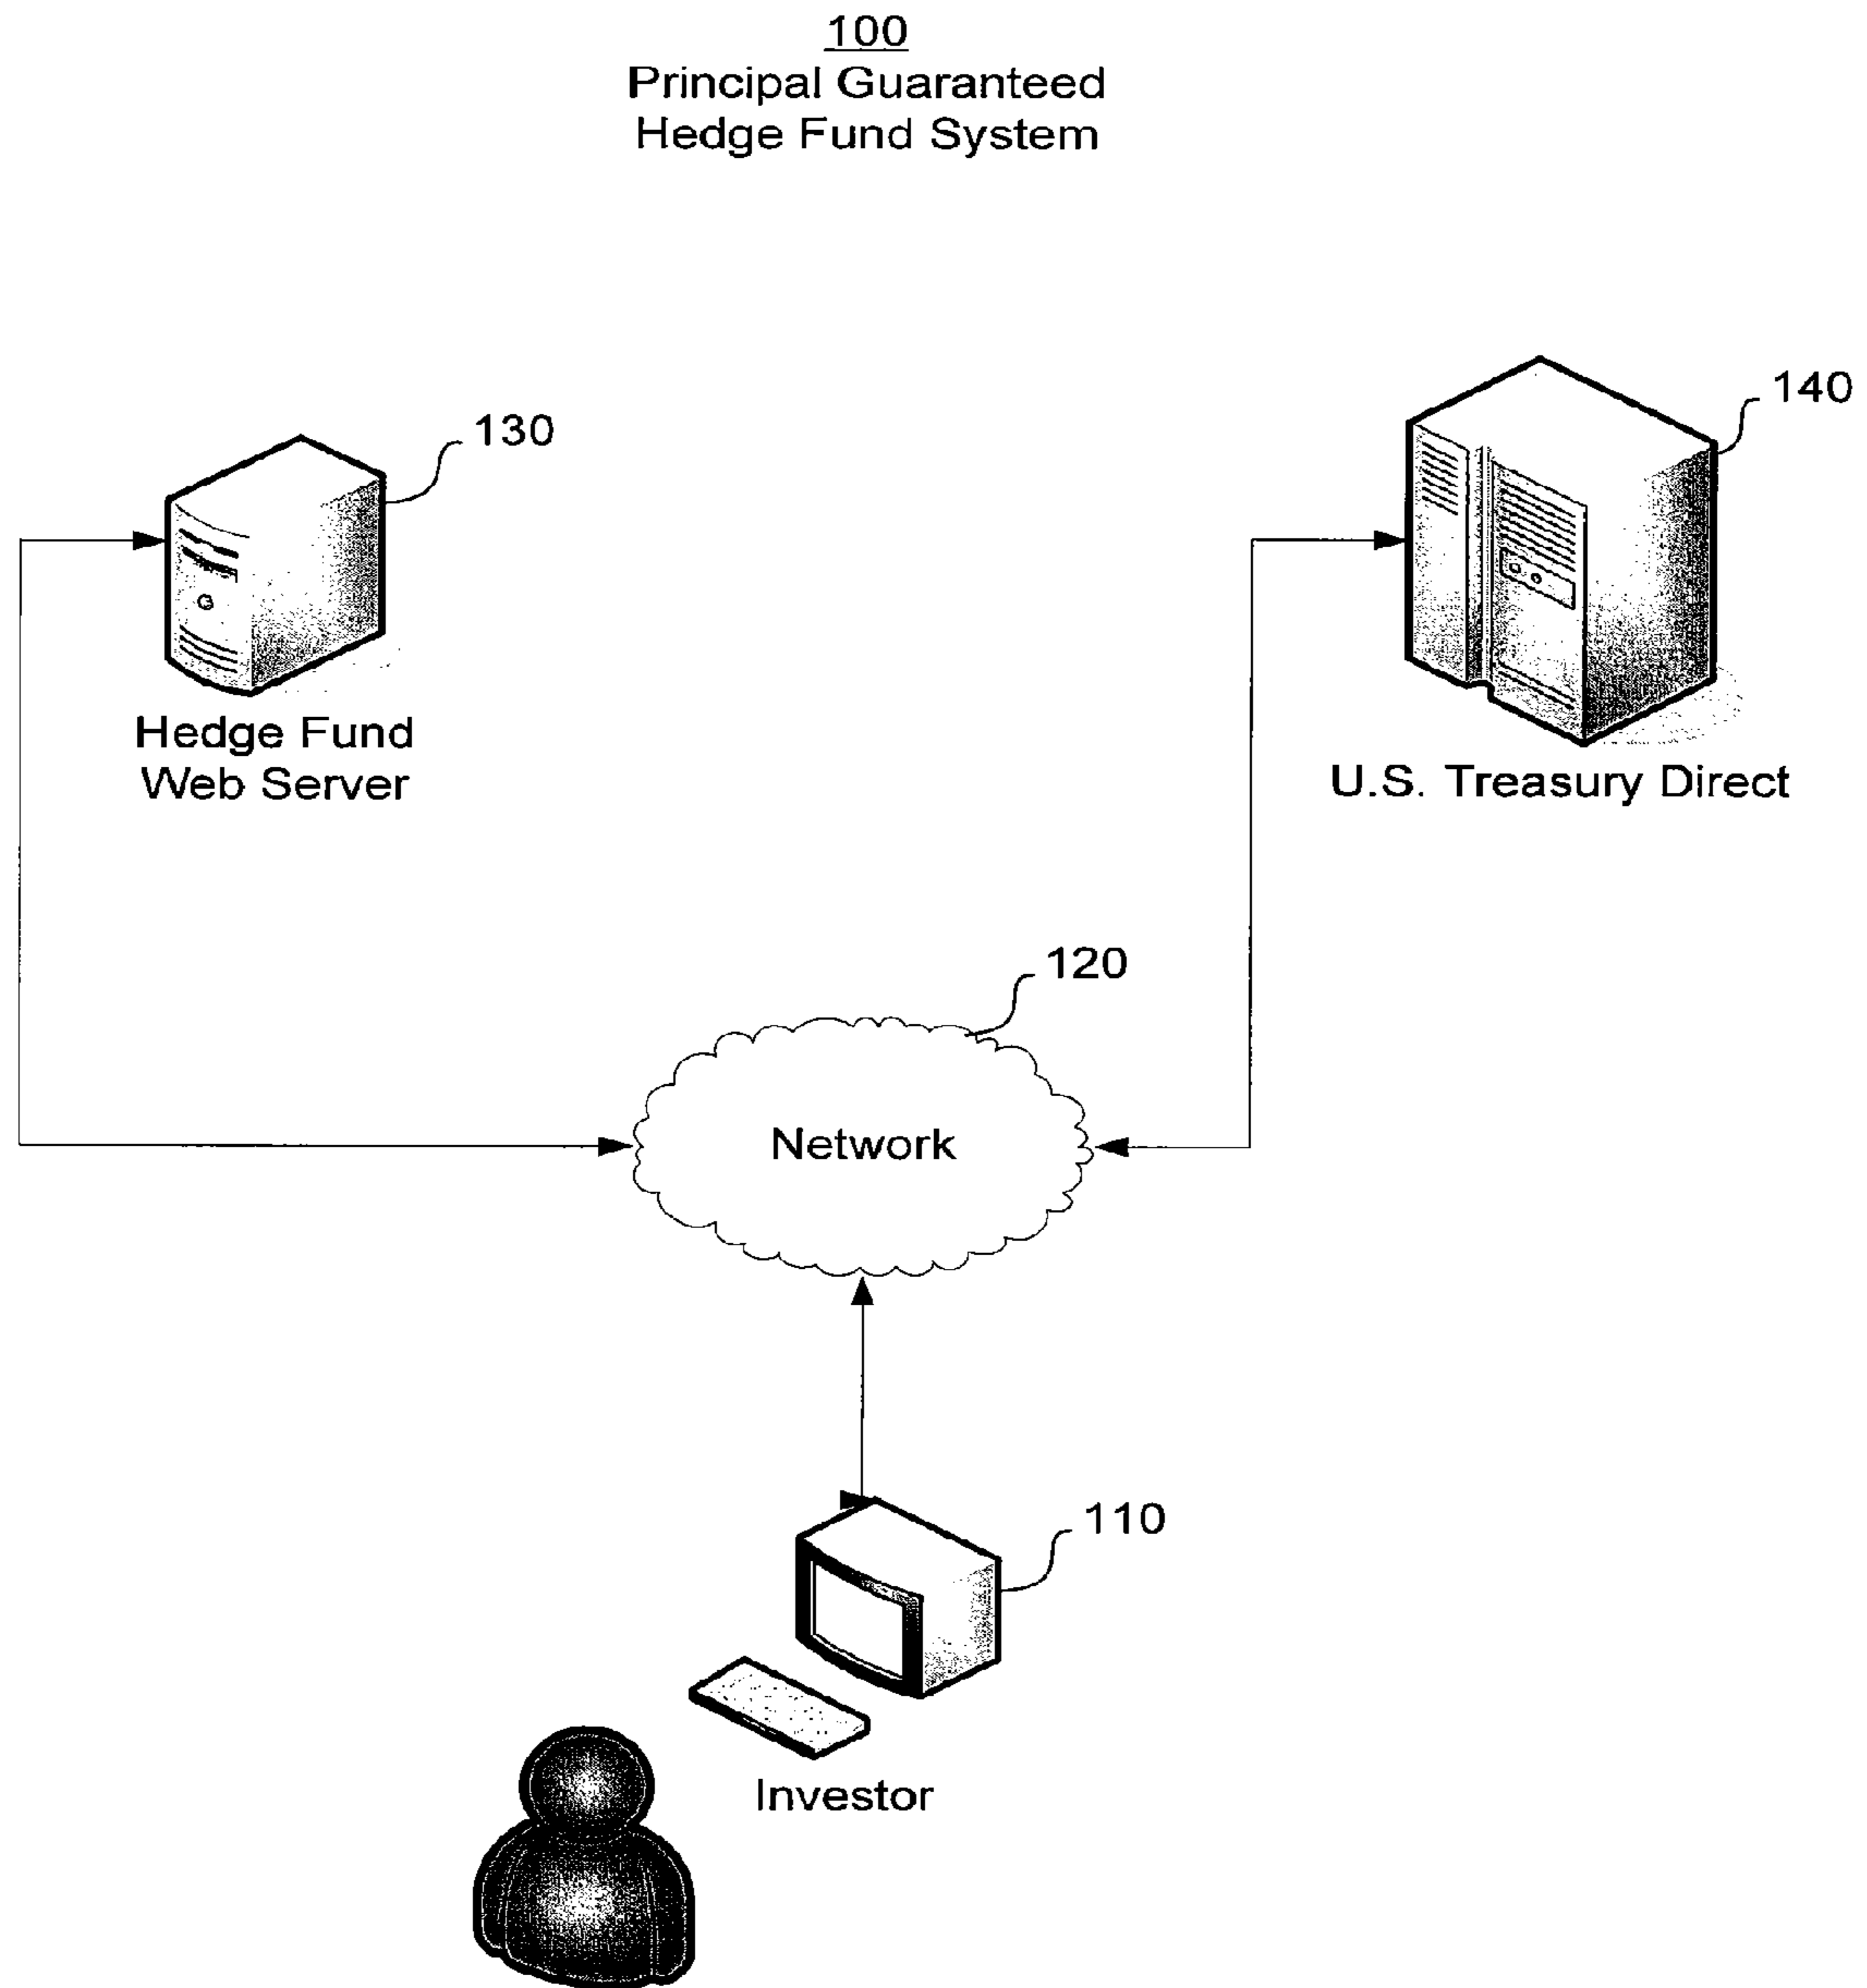 100
Principal Guaranteed
Hedge Fund System
140
130
Hedge Fund
Web Server
U.S. Treasury Direct
120
Network
110
Investor